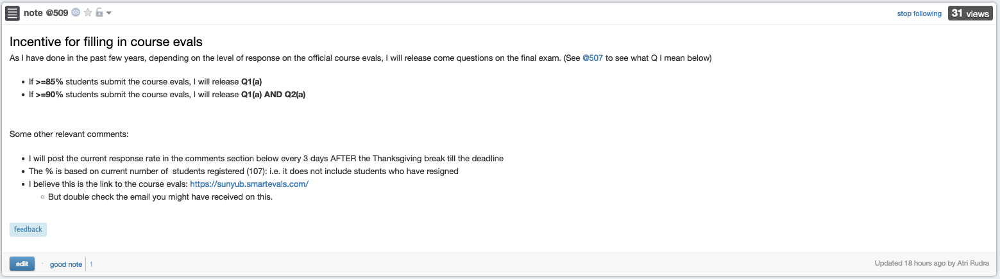 note @509
stop following
31 views
Incentive for filling in course evals
As I have done in the past few years, depending on the level of response on the official course evals, I will release come questions on the final exam. (See @507 to see what Q I mean below)
• If >=85% students submit the course evals, I will release Q1(a)
• If >=90% students submit the course evals, I will release Q1(a) AND Q2(a)
Some other relevant comments:
• I will post the current response rate in the comments section below every 3 days AFTER the Thanksgiving break till the deadline
• The % is based on current number of students registered (107): i.e. it does not include students who have resigned
• I believe this is the link to the course evals: https://sunyub.smartevals.com/
◦ But double check the email you might have received on this.
feedback
edit · good note 1
Updated 18 hours ago by Atri Rudra